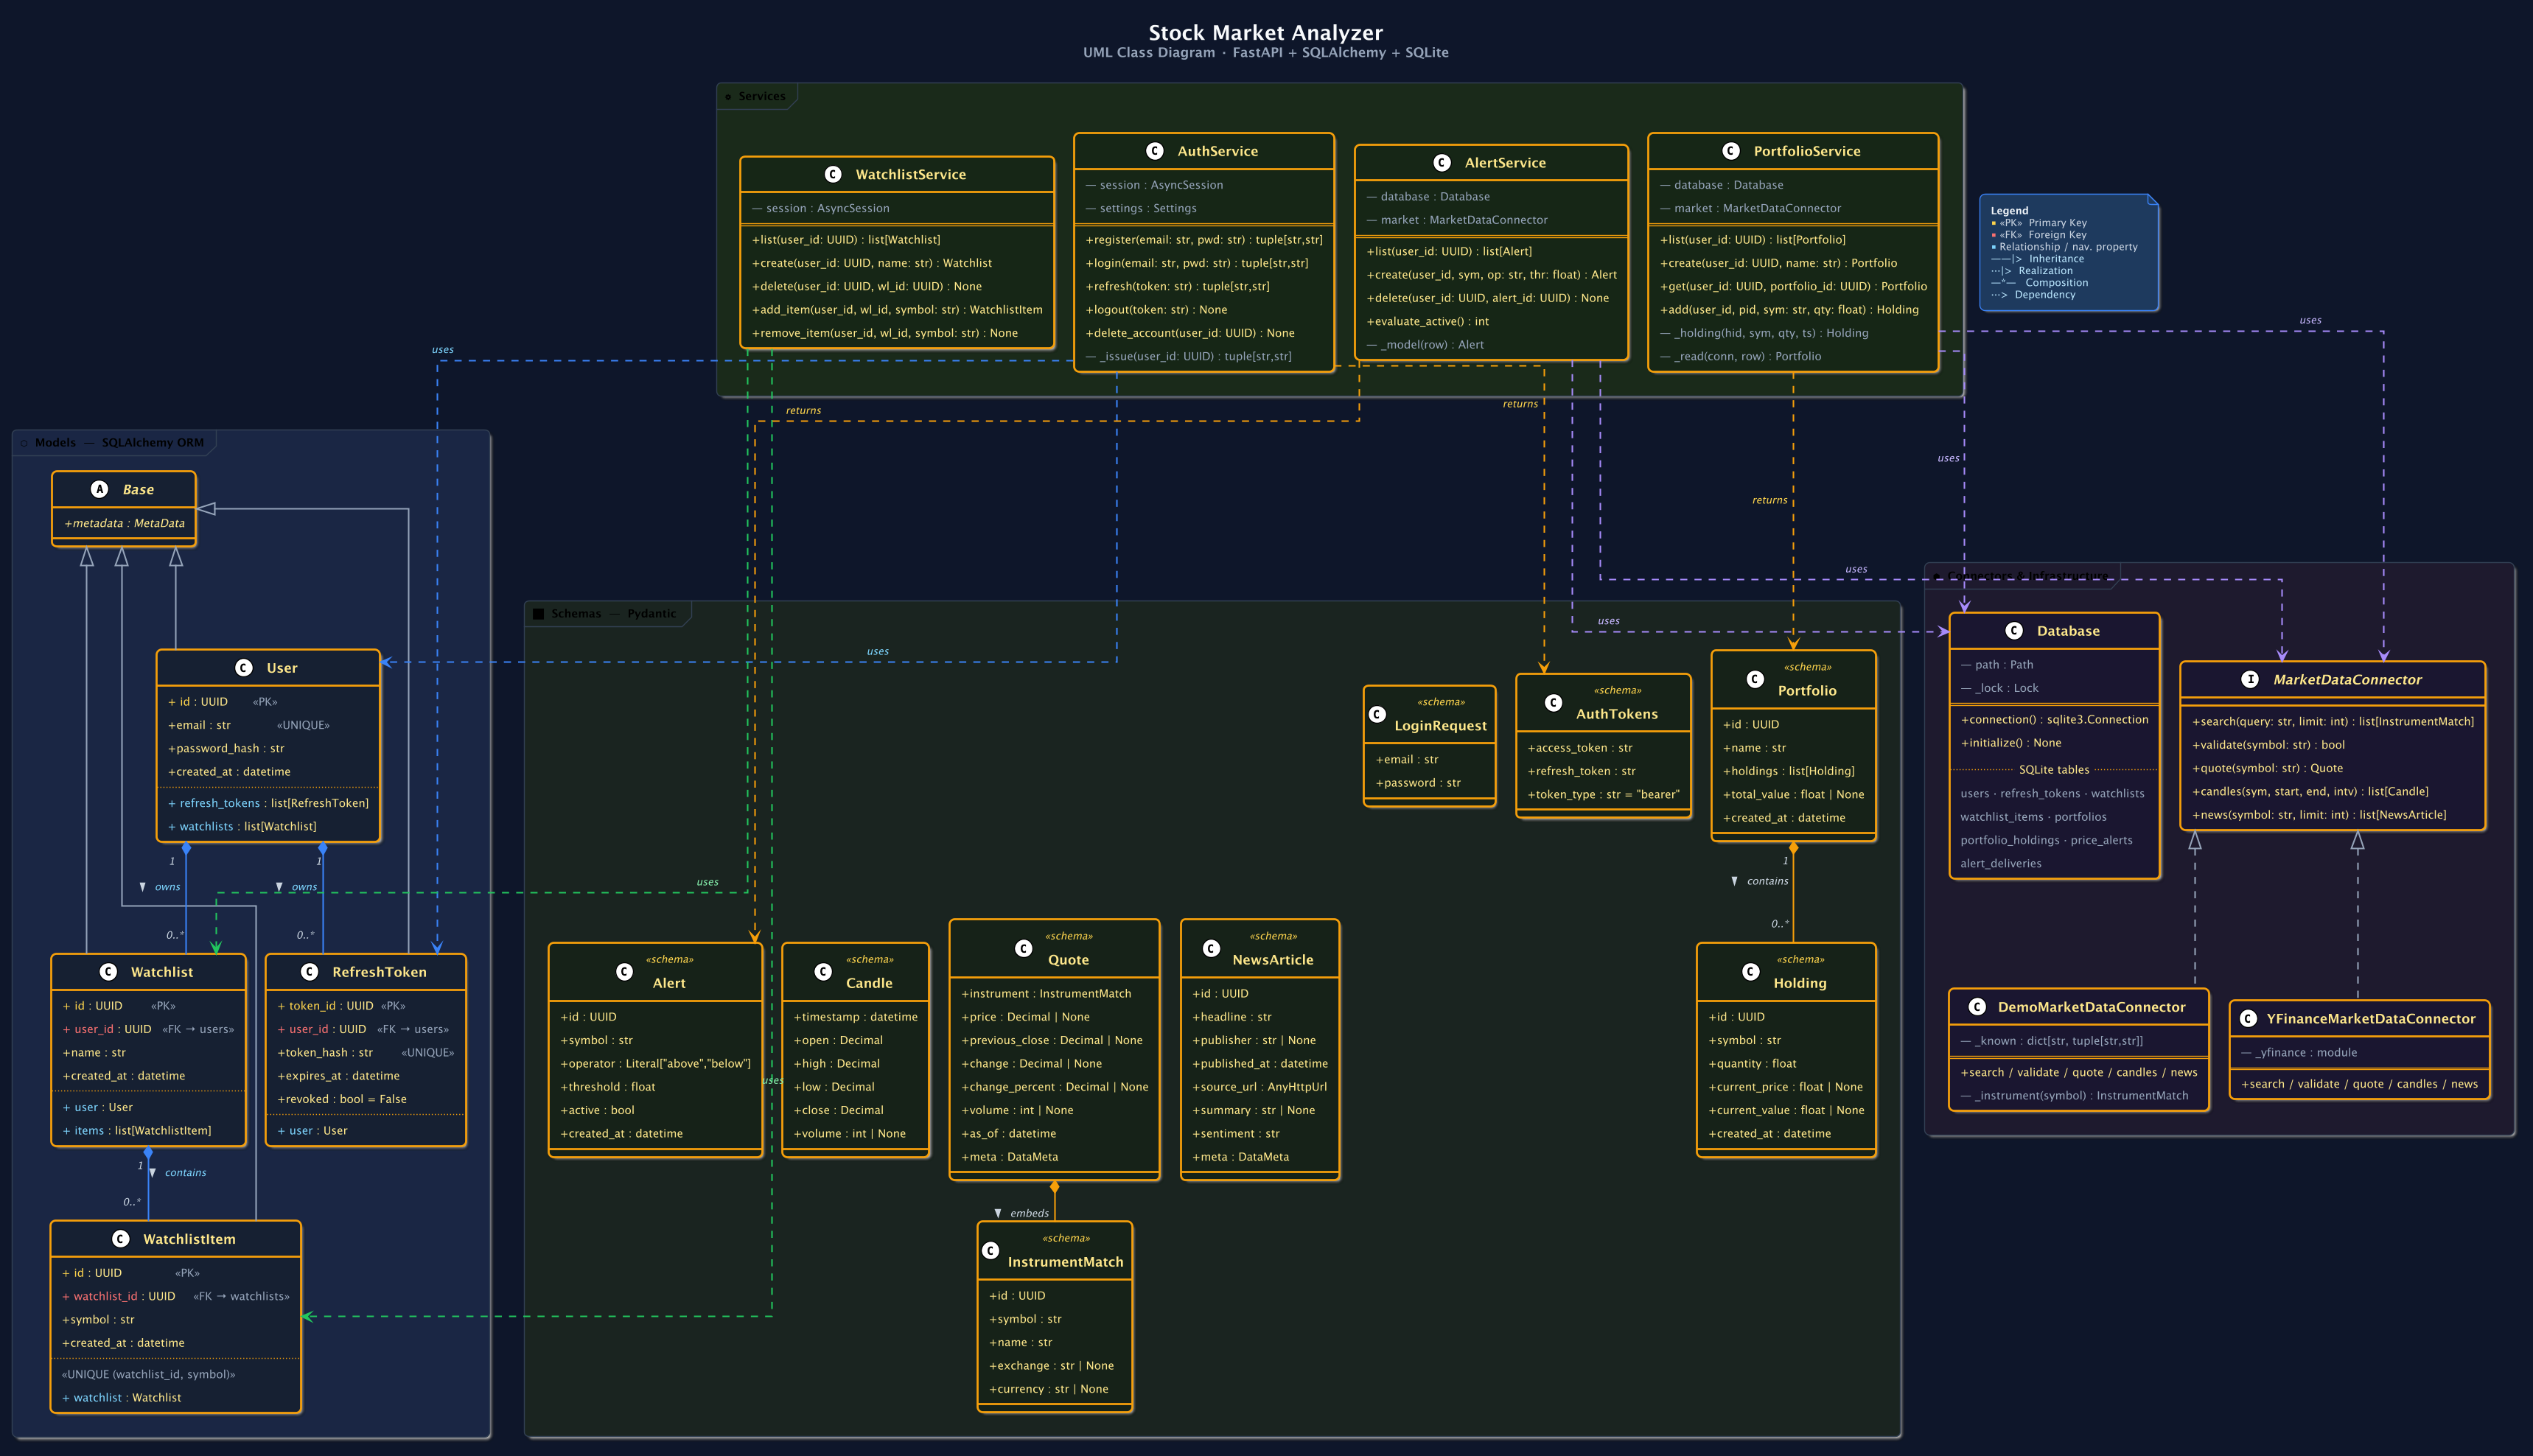 Stock Market Analyzer
UML Class Diagram · FastAPI + SQLAlchemy + SQLite
Services
C WatchlistService
— session : AsyncSession
+list(user_id: UUID) : list[Watchlist]
+create(user_id: UUID, name: str) : Watchlist
+delete(user_id: UUID, wl_id: UUID) : None
+add_item(user_id, wl_id, symbol: str) : WatchlistItem
+remove_item(user_id, wl_id, symbol: str) : None
C AuthService
— session : AsyncSession
— settings : Settings
+register(email: str, pwd: str) : tuple[str,str]
+login(email: str, pwd: str) : tuple[str,str]
+refresh(token: str) : tuple[str,str]
+logout(token: str) : None
+delete_account(user_id: UUID) : None
— _issue(user_id: UUID) : tuple[str,str]
C AlertService
— database : Database
— market : MarketDataConnector
+list(user_id: UUID) : list[Alert]
+create(user_id, sym, op: str, thr: float) : Alert
+delete(user_id: UUID, alert_id: UUID) : None
+evaluate_active() : int
— _model(row) : Alert
C PortfolioService
— database : Database
— market : MarketDataConnector
+list(user_id: UUID) : list[Portfolio]
+create(user_id: UUID, name: str) : Portfolio
+get(user_id: UUID, portfolio_id: UUID) : Portfolio
+add(user_id, pid, sym: str, qty: float) : Holding
— _holding(hid, sym, qty, ts) : Holding
— _read(conn, row) : Portfolio
Legend
«PK» Primary Key
«FK» Foreign Key
Relationship / nav. property
——|> Inheritance
···|> Realization
—*— Composition
···> Dependency
uses
uses
returns
returns
uses
returns
uses
uses
uses
uses
uses
Models — SQLAlchemy ORM
A Base
+metadata : MetaData
C User
+ id : UUID «PK»
+email : str «UNIQUE»
+password_hash : str
+created_at : datetime
+ refresh_tokens : list[RefreshToken]
+ watchlists : list[Watchlist]
1
owns
0..*
1
owns
0..*
C Watchlist
+ id : UUID «PK»
+ user_id : UUID «FK → users»
+name : str
+created_at : datetime
+ user : User
+ items : list[WatchlistItem]
C RefreshToken
+ token_id : UUID «PK»
+ user_id : UUID «FK → users»
+token_hash : str «UNIQUE»
+expires_at : datetime
+revoked : bool = False
+ user : User
1
contains
0..*
C WatchlistItem
+ id : UUID «PK»
+ watchlist_id : UUID «FK → watchlists»
+symbol : str
+created_at : datetime
«UNIQUE (watchlist_id, symbol)»
+ watchlist : Watchlist
Schemas — Pydantic
C «schema»
LoginRequest
+email : str
+password : str
C «schema»
AuthTokens
+access_token : str
+refresh_token : str
+token_type : str = "bearer"
C «schema»
Portfolio
+id : UUID
+name : str
+holdings : list[Holding]
+total_value : float | None
+created_at : datetime
1
contains
0..*
C «schema»
Alert
+id : UUID
+symbol : str
+operator : Literal["above","below"]
+threshold : float
+active : bool
+created_at : datetime
C «schema»
Candle
+timestamp : datetime
+open : Decimal
+high : Decimal
+low : Decimal
+close : Decimal
+volume : int | None
C «schema»
Quote
+instrument : InstrumentMatch
+price : Decimal | None
+previous_close : Decimal | None
+change : Decimal | None
+change_percent : Decimal | None
+volume : int | None
+as_of : datetime
+meta : DataMeta
C «schema»
NewsArticle
+id : UUID
+headline : str
+publisher : str | None
+published_at : datetime
+source_url : AnyHttpUrl
+summary : str | None
+sentiment : str
+meta : DataMeta
C «schema»
Holding
+id : UUID
+symbol : str
+quantity : float
+current_price : float | None
+current_value : float | None
+created_at : datetime
embeds
C «schema»
InstrumentMatch
+id : UUID
+symbol : str
+name : str
+exchange : str | None
+currency : str | None
Connectors & Infrastructure
C Database
— path : Path
— _lock : Lock
+connection() : sqlite3.Connection
+initialize() : None
SQLite tables
users · refresh_tokens · watchlists
watchlist_items · portfolios
portfolio_holdings · price_alerts
alert_deliveries
I MarketDataConnector
+search(query: str, limit: int) : list[InstrumentMatch]
+validate(symbol: str) : bool
+quote(symbol: str) : Quote
+candles(sym, start, end, intv) : list[Candle]
+news(symbol: str, limit: int) : list[NewsArticle]
C DemoMarketDataConnector
— _known : dict[str, tuple[str,str]]
+search / validate / quote / candles / news
— _instrument(symbol) : InstrumentMatch
C YFinanceMarketDataConnector
— _yfinance : module
+search / validate / quote / candles / news